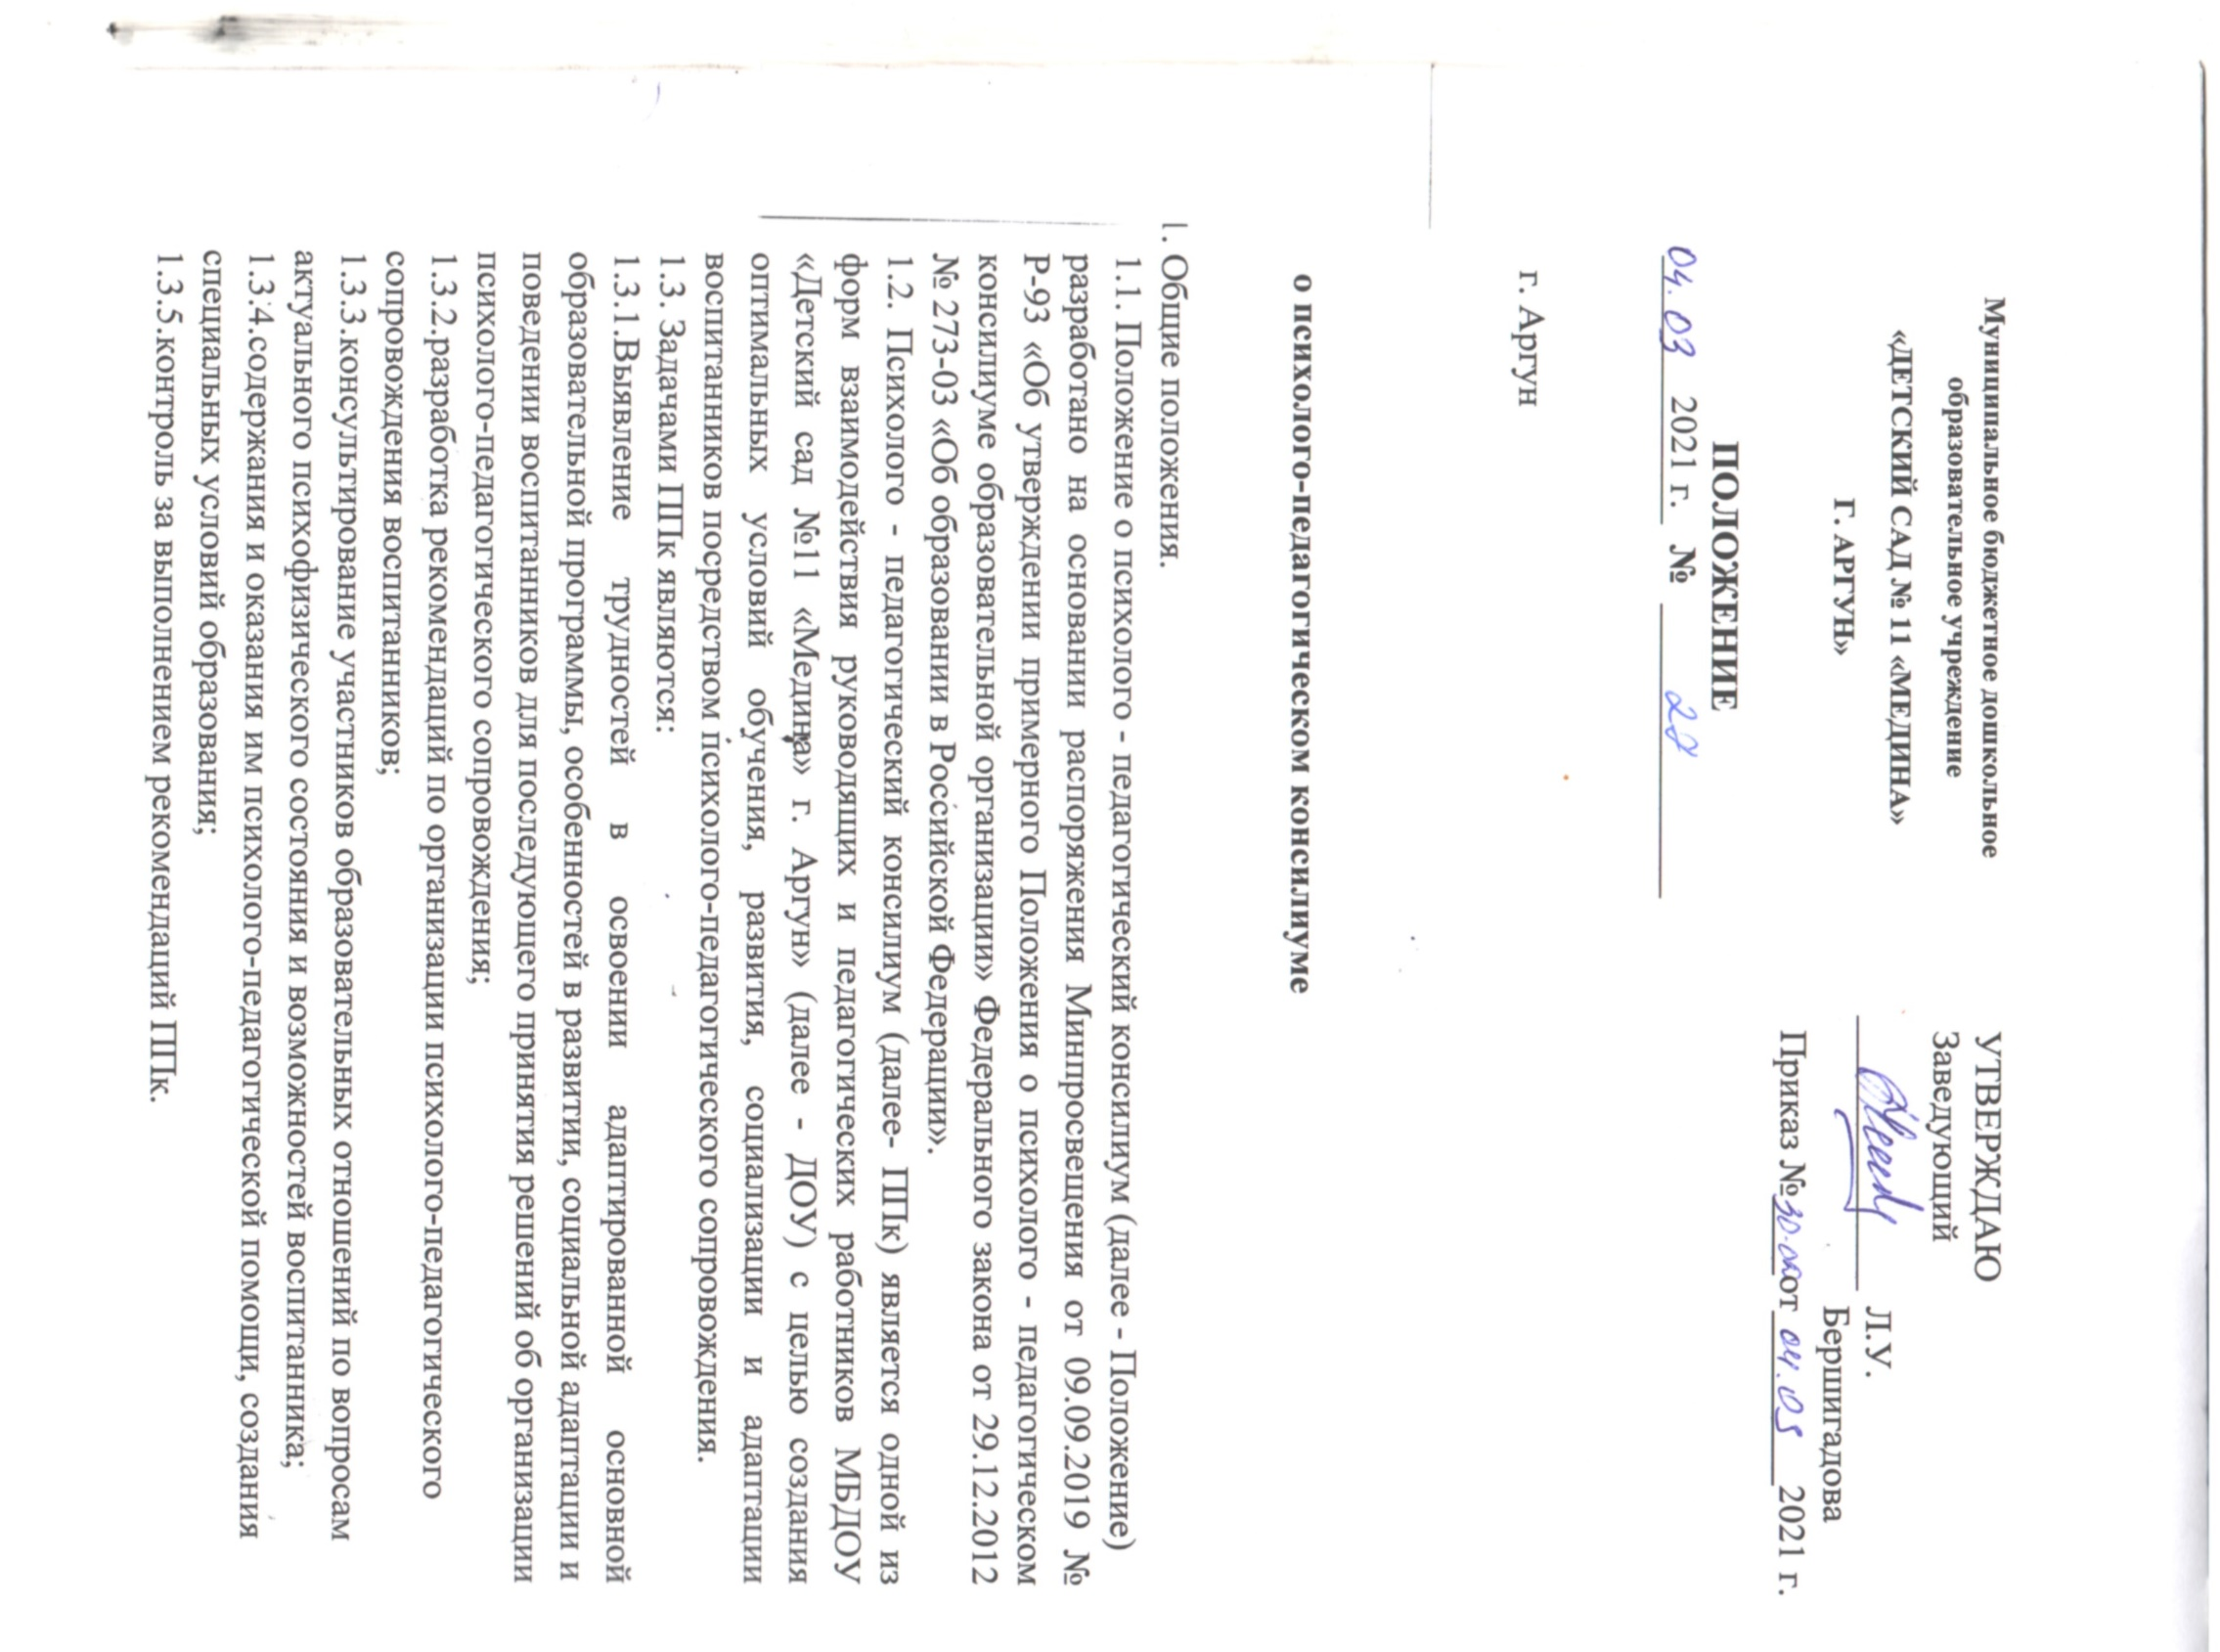 Муниципальное бюджетное дошкольное
образовательное учреждение
«ДЕТСКИЙ САД № 11 «МЕДИНА»
Г. АРГУН»
УТВЕРЖДАЮ
Заведующий
Л.У.
Бершигадова
Приказ № от 04.03 2021 г.
ПОЛОЖЕНИЕ
04.03 2021 г. №
г. Аргун
о психолого-педагогическом консилиуме
1. Общие положения.
1.1. Положение о психолого - педагогический консилиум (далее - Положение)
разработано на основании распоряжения Минпросвещения от 09.09.2019 №
Р-93 «Об утверждении примерного Положения о психолого - педагогическом
консилиуме образовательной организации» Федерального закона от 29.12.2012
№ 273-03 «Об образовании в Российской Федерации».
1.2. Психолого - педагогический консилиум (далее- ППк) является одной из
форм взаимодействия руководящих и педагогических работников МБДОУ
«Детский сад №11 «Медина» г. Аргун» (далее - ДОУ) с целью создания
оптимальных условий обучения, развития, социализации и адаптации
воспитанников посредством психолого-педагогического сопровождения.
1.3. Задачами ППк являются:
1.3.1.Выявление трудностей в освоении адаптированной основной
образовательной программы, особенностей в развитии, социальной адаптации и
поведении воспитанников для последующего принятия решений об организации
психолого-педагогического сопровождения;
1.3.2.разработка рекомендаций по организации психолого-педагогического
сопровождения воспитанников;
1.3.3.консультирование участников образовательных отношений по вопросам
актуального психофизического состояния и возможностей воспитанника;
1.3.4.содержания и оказания им психолого-педагогической помощи, создания
специальных условий образования;
1.3.5.контроль за выполнением рекомендаций ППк.